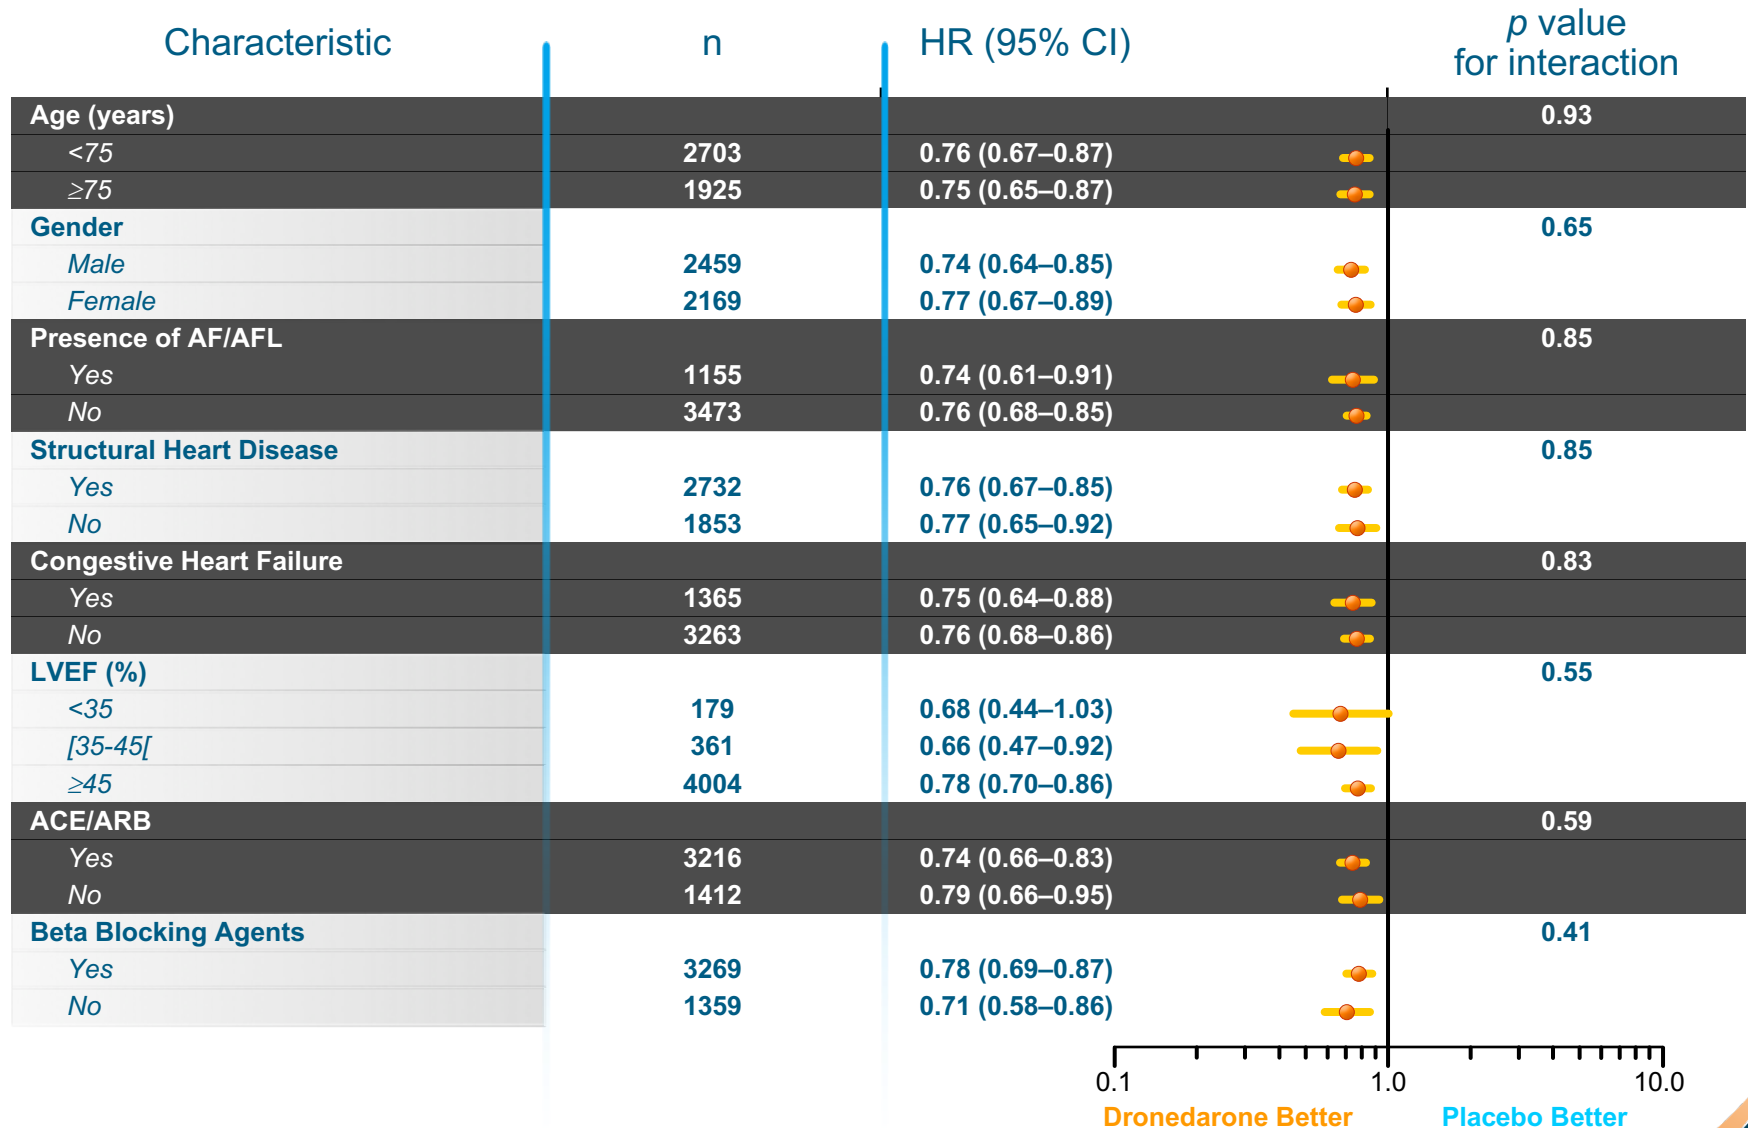 Characteristic n HR (95% CI) p value
for interaction
Age (years) 0.93
<75 2703 0.76 (0.67–0.87)
≥75 1925 0.75 (0.65–0.87)
Gender 0.65
Male 2459 0.74 (0.64–0.85)
Female 2169 0.77 (0.67–0.89)
Presence of AF/AFL 0.85
Yes 1155 0.74 (0.61–0.91)
No 3473 0.76 (0.68–0.85)
Structural Heart Disease 0.85
Yes 2732 0.76 (0.67–0.85)
No 1853 0.77 (0.65–0.92)
Congestive Heart Failure 0.83
Yes 1365 0.75 (0.64–0.88)
No 3263 0.76 (0.68–0.86)
LVEF (%) 0.55
<35 179 0.68 (0.44–1.03)
[35-45[ 361 0.66 (0.47–0.92)
≥45 4004 0.78 (0.70–0.86)
ACE/ARB 0.59
Yes 3216 0.74 (0.66–0.83)
No 1412 0.79 (0.66–0.95)
Beta Blocking Agents 0.41
Yes 3269 0.78 (0.69–0.87)
No 1359 0.71 (0.58–0.86)
0.1 1.0 10.0
Dronedarone Better Placebo Better